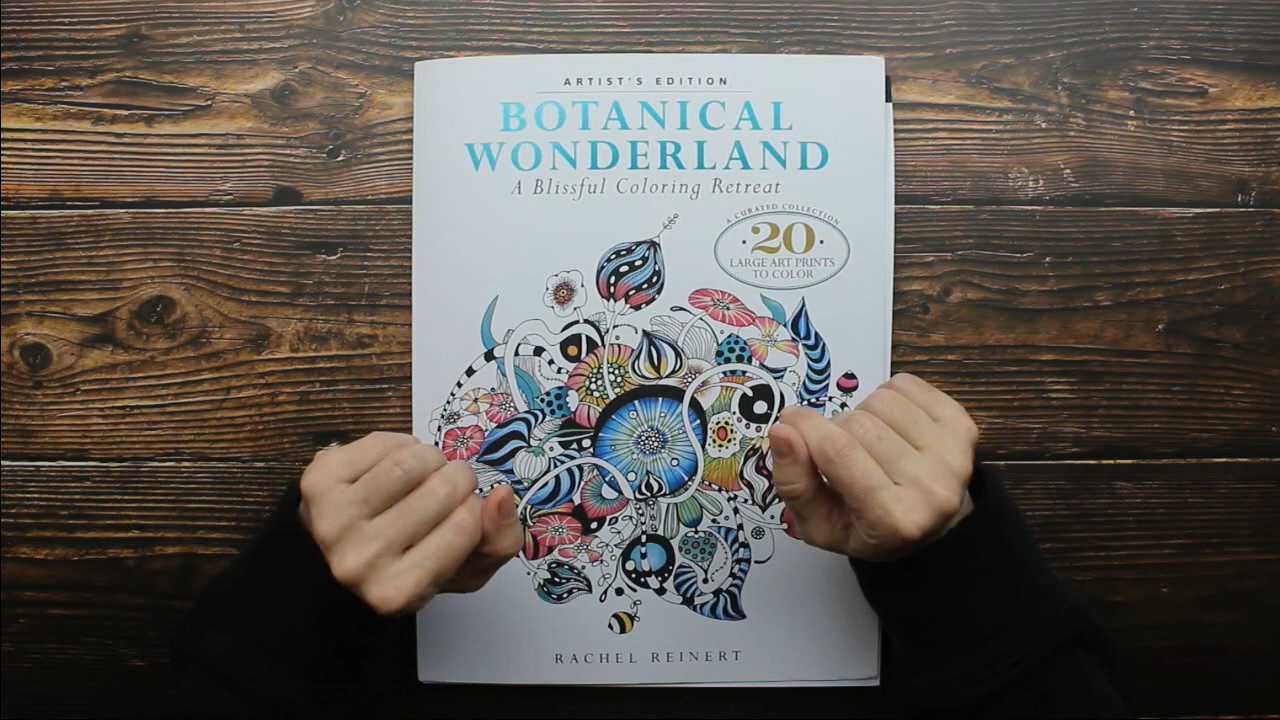 ARTIST'S EDITION
BOTANICAL
WONDERLAND
A Blissful Coloring Retreat
A CURATED COLLECTION
20
LARGE ART PRINTS
TO COLOR
RACHEL REINERT